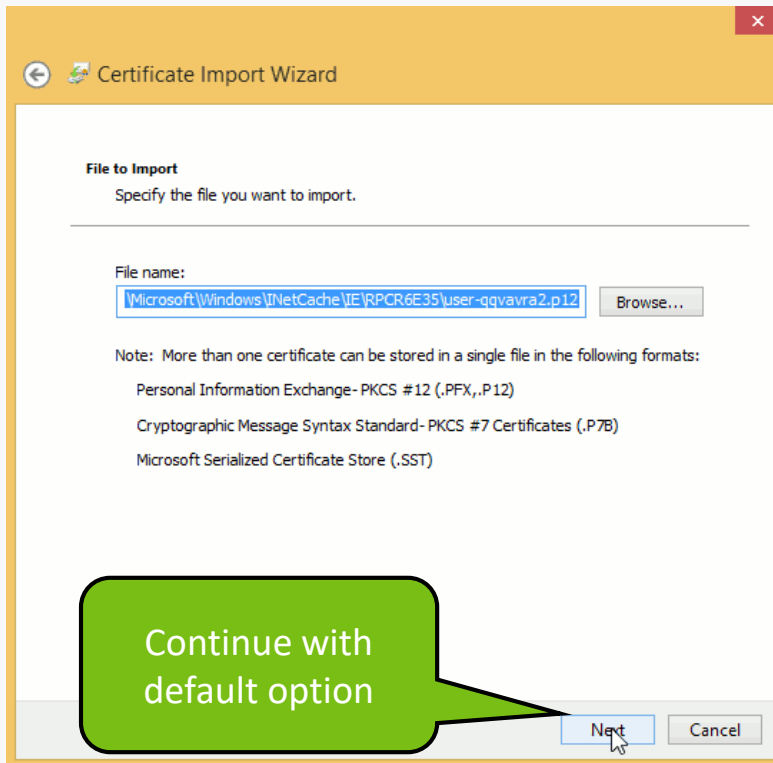 Certificate Import Wizard
File to Import
Specify the file you want to import.
File name:
\Microsoft\Windows\INetCache\IE\RPCR6E35\user-qqvavra2.p12
Browse...
Note: More than one certificate can be stored in a single file in the following formats:
Personal Information Exchange- PKCS #12 (.PFX,.P12)
Cryptographic Message Syntax Standard- PKCS #7 Certificates (.P7B)
Microsoft Serialized Certificate Store (.SST)
Continue with
default option
Next
Cancel